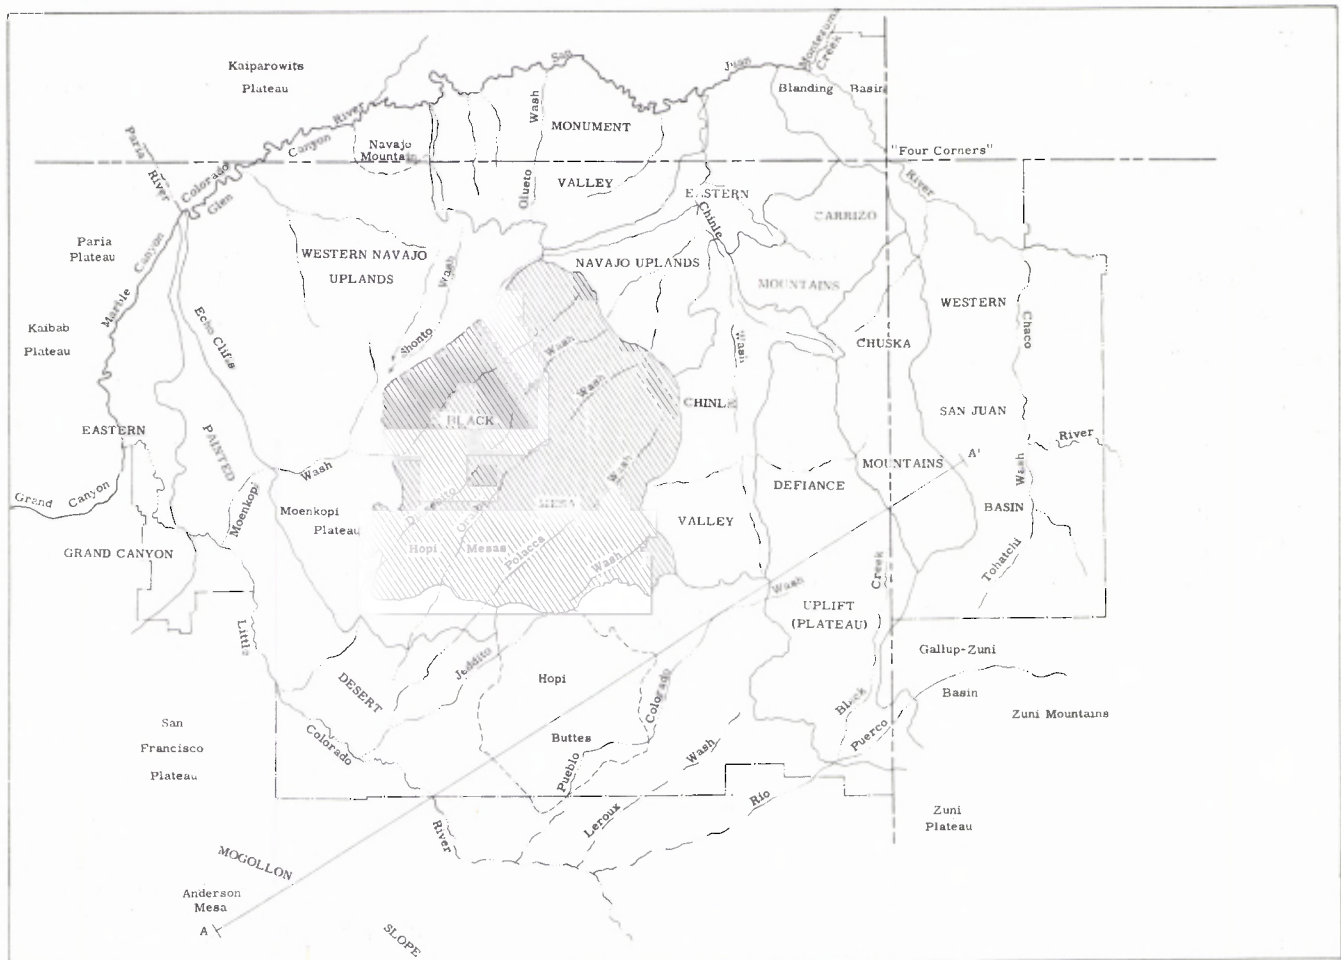 Kaiparowits
Plateau
San
Juan
Montezuma
Creek
Blanding Basin
Paria
River
Colorado
Glen
Canyon
River
Navajo
Mountain
Wash
Olueto
MONUMENT
VALLEY
"Four Corners"
River
EASTERN
Chinle
CARRIZO
Paria
Plateau
Marble Canyon
WESTERN NAVAJO
UPLANDS
Wash
Shonto
NAVAJO UPLANDS
MOUNTAINS
WESTERN
Chaco
Kaibab
Plateau
Echo Cliffs
Wash
Wash
Wash
CHUSKA
BLACK
CHINLE
SAN JUAN
EASTERN
PAINTED
River
Wash
MOUNTAINS
A'
Wash
Grand Canyon
Moenkopi
Wash
DEFIANCE
Moenkopi
Plateau
MESA
VALLEY
BASIN
GRAND CANYON
Hopi Mesas
Polacca
Wash
Tohatchi
Creek
Wash
UPLIFT
(PLATEAU)
Little
Gallup-Zuni
Basin
Jeddito
DESERT
Hopi
Buttes
Colorado
Zuni Mountains
Black
Puerco
San
Francisco
Plateau
Colorado
Pueblo
Wash
Leroux
Rio
Zuni
Plateau
River
MOGOLLON
Anderson
Mesa
A
SLOPE